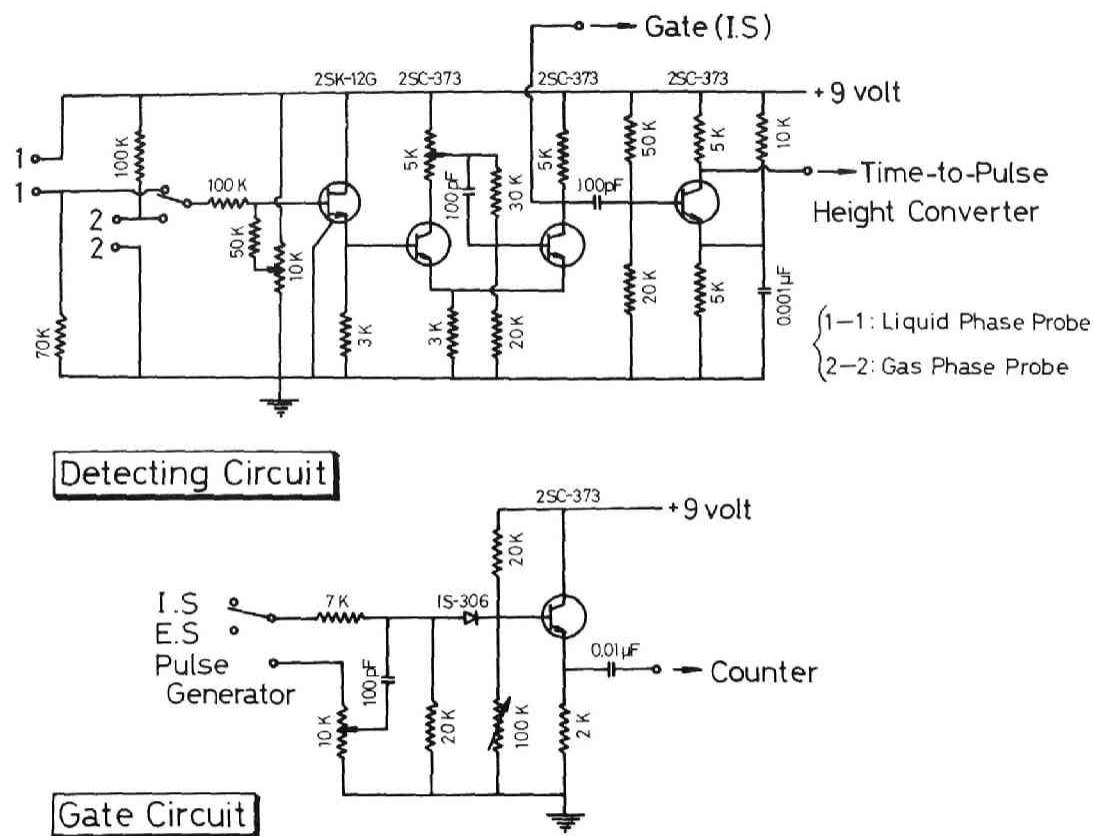 Gate (I.S)
2SK-12G 2SC-373 2SC-373 2SC-373
+9 volt
1
1
2
2
100K
100K
50K
10K
70K
3K
5K
100pF
30K
3K
20K
5K
100pF
50K
20K
5K
5K
10K
0.001μF
Time-to-Pulse
Height Converter
1-1: Liquid Phase Probe
2-2: Gas Phase Probe
Detecting Circuit
2SC-373
+9 volt
20K
I.S
E.S
Pulse
Generator
7K
IS-306
100pF
10K
20K
100K
2K
0.01μF
Counter
Gate Circuit